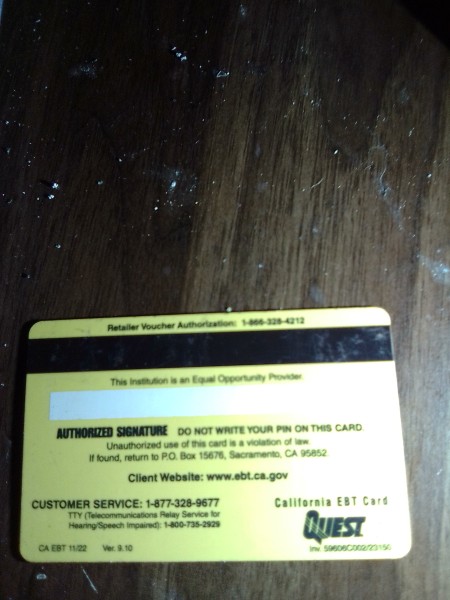 Retailer Voucher Authorization: 1-866-328-4212
This Institution is an Equal Opportunity Provider.
AUTHORIZED SIGNATURE DO NOT WRITE YOUR PIN ON THIS CARD
Unauthorized use of this card is a violation of law.
If found, return to P.O. Box 15676, Sacramento, CA 95852
Client Website: www.ebt.ca.gov
CUSTOMER SERVICE: 1-877-328-9677
TTY (Telecommunications Relay Service for
Hearing/Speech Impaired): 1-800-735-2929
California EBT Card
QUEST
CA EBT 11/22 Ver. 9.10
Inv.